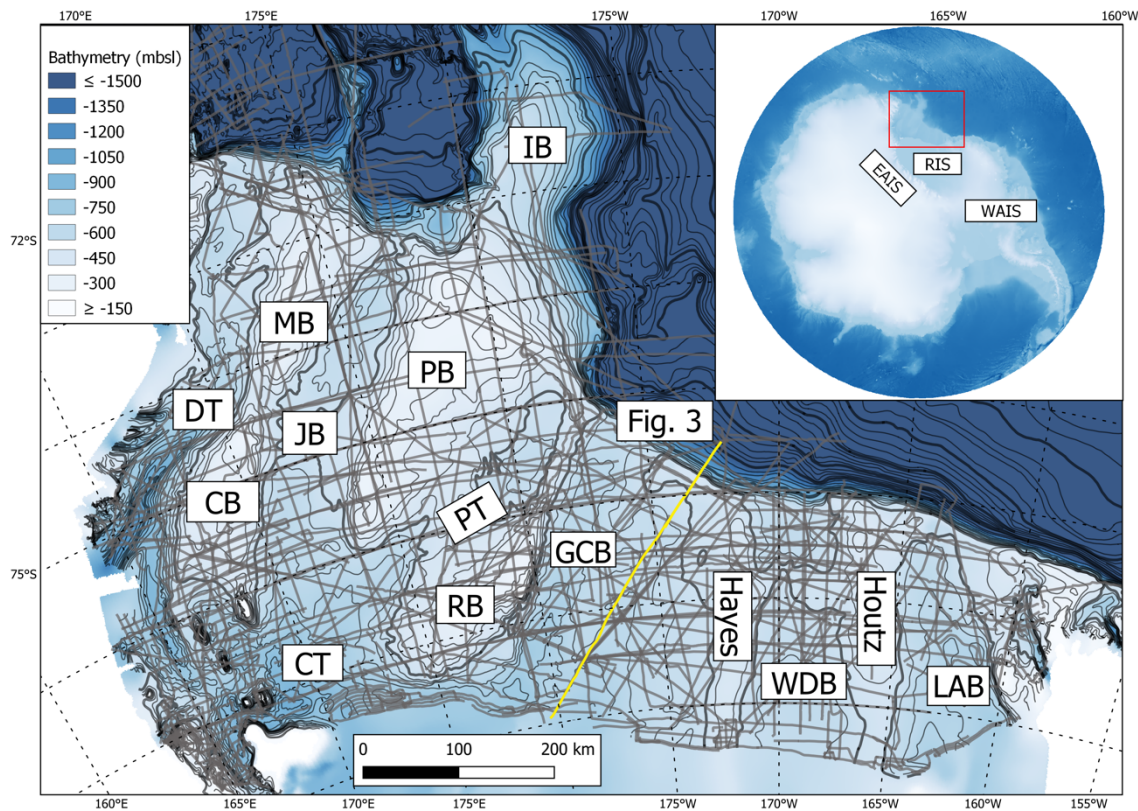 170°E
175°E
175°W
170°W
165°W
160°W
Bathymetry (mbsl)
≤ -1500
-1350
-1200
-1050
-900
-750
-600
-450
-300
≥ -150
IB
RIS
EAIS
WAIS
72°S
MB
PB
DT
JB
Fig. 3
CB
PT
75°S
GCB
RB
Hayes
Houtz
CT
WDB
LAB
0 100 200 km
160°E
165°E
170°E
175°E
175°W
170°W
165°W
160°W
155°W